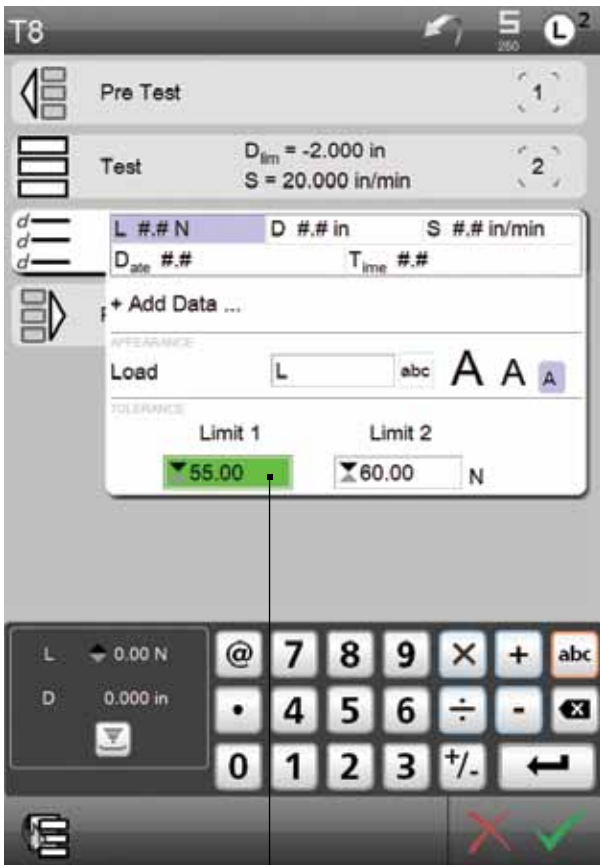 T8
S
250
L 2
Pre Test
1
Test
D lim = -2.000 in
S = 20.000 in/min
2
d
d
d
L #.# N D #.# in S #.# in/min
Date #.# Time #.#
+ Add Data ...
APPEARANCE
Load L abc A A A
TOLERANCE
Limit 1 Limit 2
55.00 60.00 N
L 0.00 N
D 0.000 in
@ 7 8 9 × + abc
• 4 5 6 ÷ -
0 1 2 3 +/-